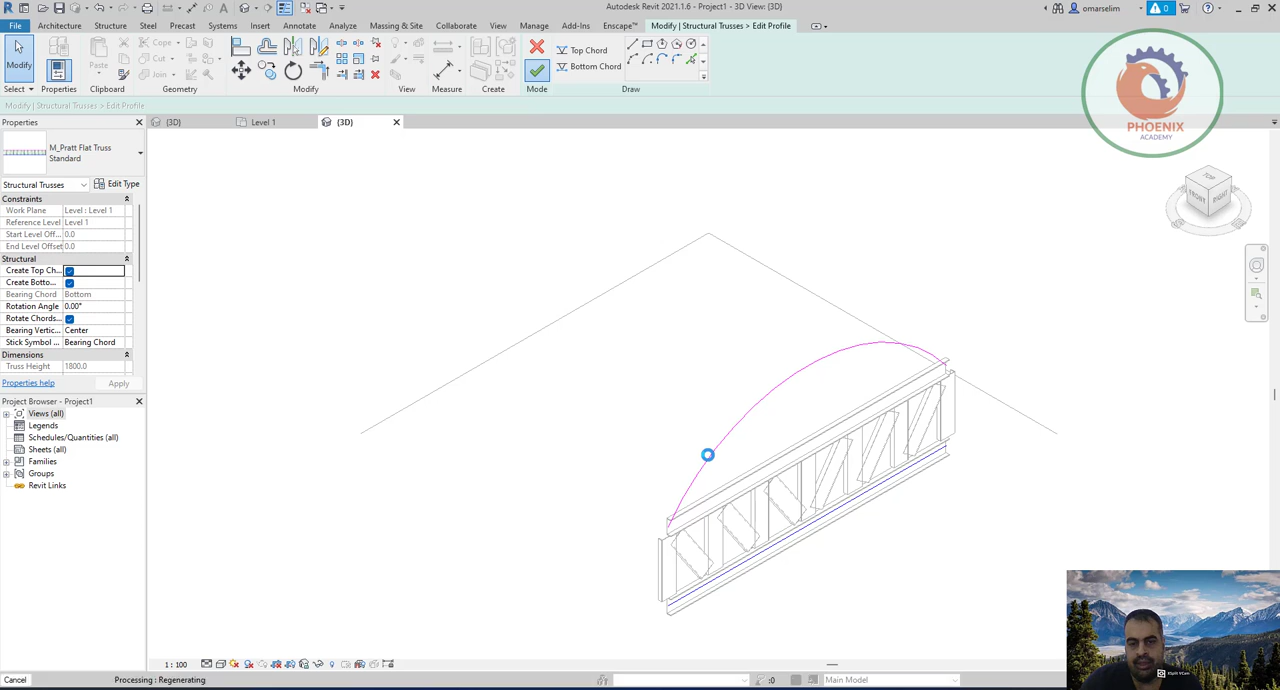 Autodesk Revit 2021.1.6 - Project1 - 3D View: {3D}
omarselim
0
File
Architecture
Structure
Steel
Precast
Systems
Insert
Annotate
Analyze
Massing & Site
Collaborate
View
Manage
Add-Ins
Enscape™
Modify | Structural Trusses > Edit Profile
Modify
Paste
Cope
Cut
Join
Top Chord
Bottom Chord
Select
Properties
Clipboard
Geometry
Modify
View
Measure
Create
Mode
Draw
Modify | Structural Trusses > Edit Profile
PHOENIX
ACADEMY
Properties
{3D}
Level 1
{3D}
M_Pratt Flat Truss
Standard
Structural Trusses
Edit Type
Constraints
Work Plane Level : Level 1
Reference Level Level 1
Start Level Off... 0.0
End Level Offset 0.0
Structural
Create Top Ch...
Create Botto...
Bearing Chord Bottom
Rotation Angle 0.00°
Rotate Chords...
Bearing Vertic... Center
Stick Symbol ... Bearing Chord
Dimensions
Truss Height 1800.0
Properties help
Apply
Project Browser - Project1
Views (all)
Legends
Schedules/Quantities (all)
Sheets (all)
Families
Groups
Revit Links
TOP
FRONT
RIGHT
1 : 100
Cancel
Processing : Regenerating
:0
Main Model
XSplit VCam